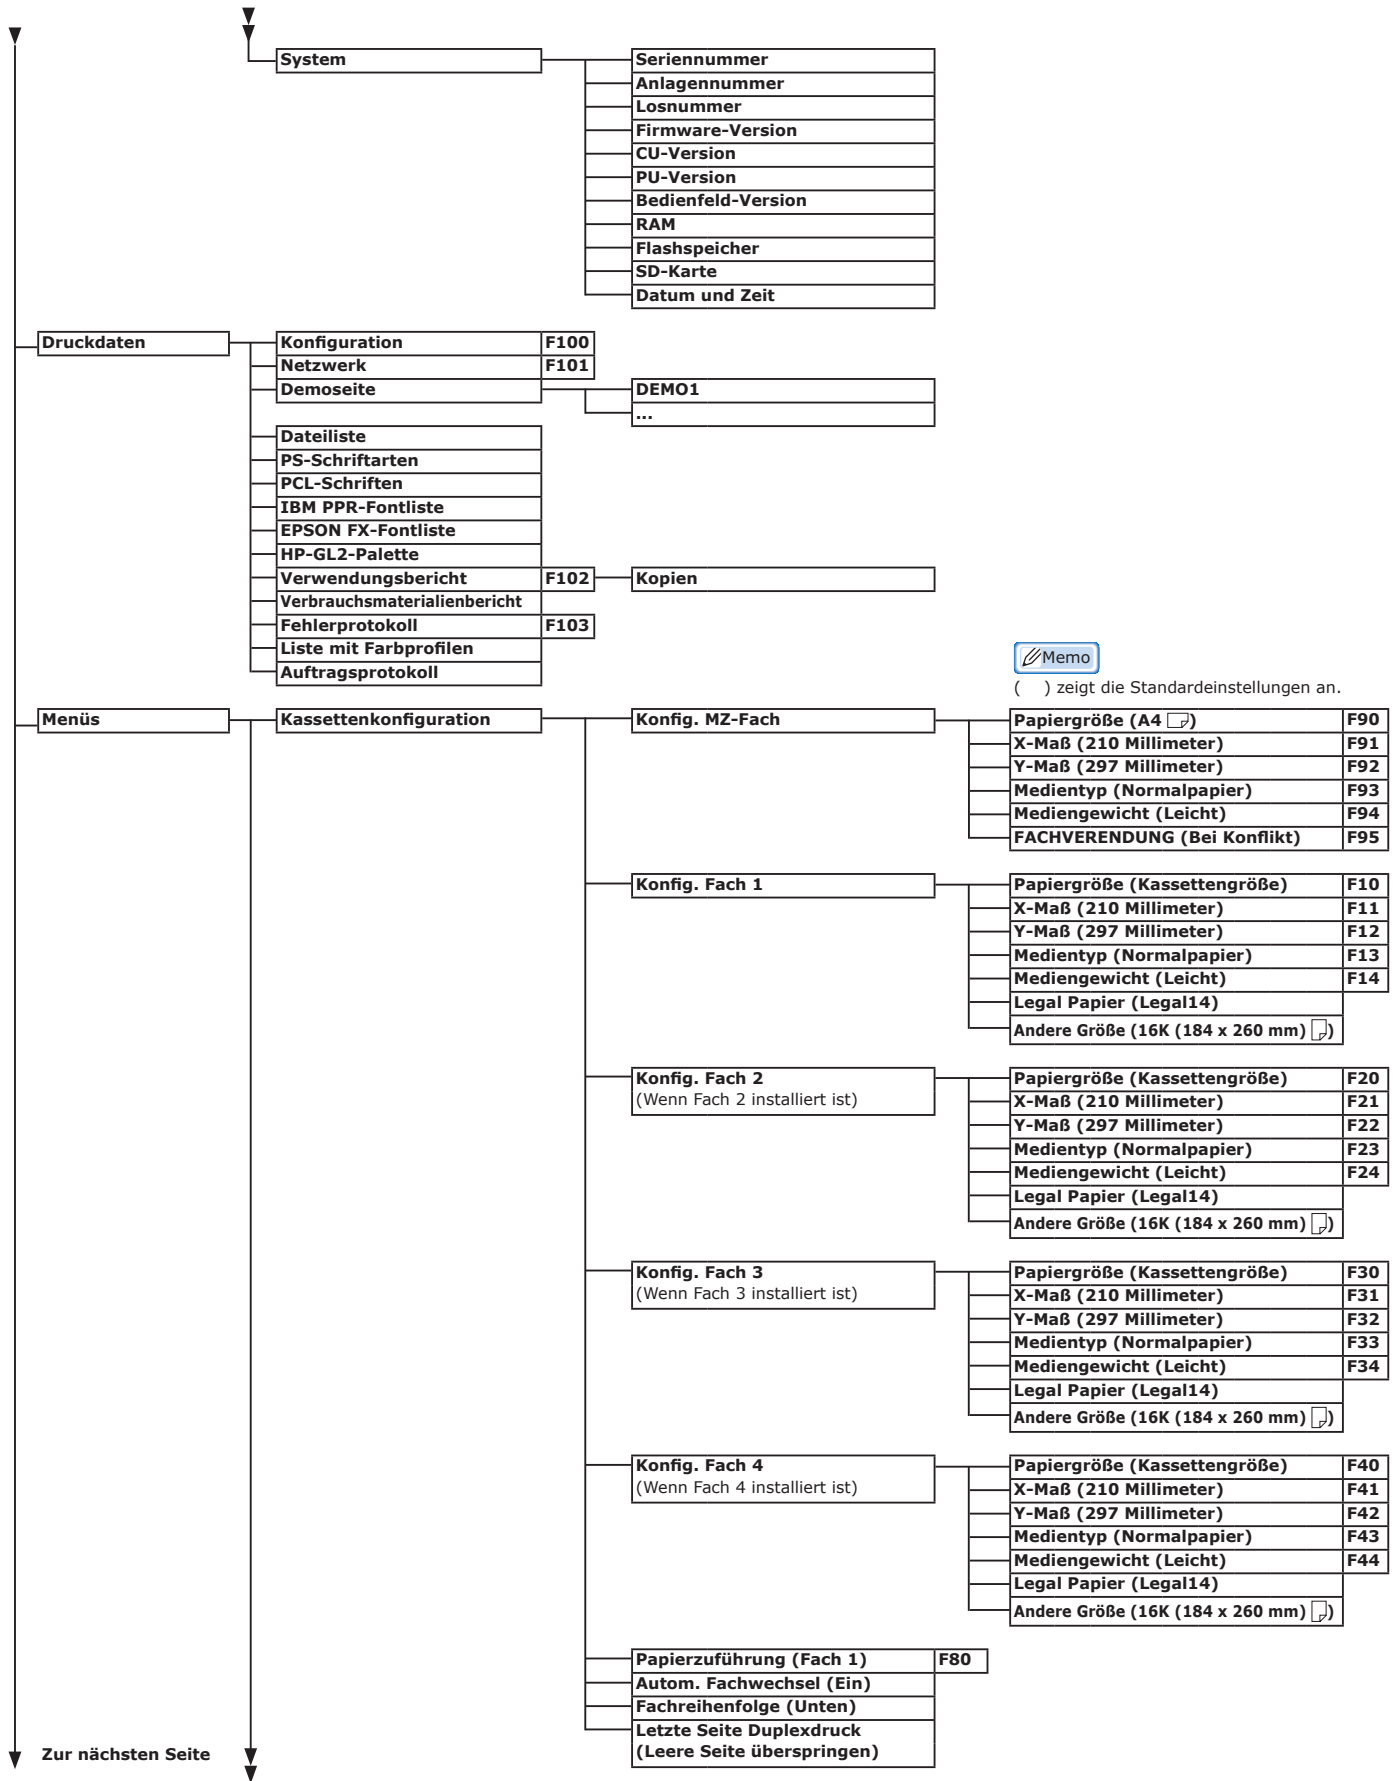 System
Seriennummer
Anlagennummer
Losnummer
Firmware-Version
CU-Version
PU-Version
Bedienfeld-Version
RAM
Flashspeicher
SD-Karte
Datum und Zeit
Druckdaten
Konfiguration F100
Netzwerk F101
Demoseite
DEMO1
...
Dateiliste
PS-Schriftarten
PCL-Schriften
IBM PPR-Fontliste
EPSON FX-Fontliste
HP-GL2-Palette
Verwendungsbericht F102 Kopien
Verbrauchsmaterialienbericht
Fehlerprotokoll F103
Liste mit Farbprofilen
Auftragsprotokoll
Memo
( ) zeigt die Standardeinstellungen an.
Menüs
Kassettenkonfiguration
Konfig. MZ-Fach
Papiergröße (A4 ) F90
X-Maß (210 Millimeter) F91
Y-Maß (297 Millimeter) F92
Medientyp (Normalpapier) F93
Mediengewicht (Leicht) F94
FACHVERENDUNG (Bei Konflikt) F95
Konfig. Fach 1
Papiergröße (Kassettengröße) F10
X-Maß (210 Millimeter) F11
Y-Maß (297 Millimeter) F12
Medientyp (Normalpapier) F13
Mediengewicht (Leicht) F14
Legal Papier (Legal14)
Andere Größe (16K (184 x 260 mm) )
Konfig. Fach 2
(Wenn Fach 2 installiert ist)
Papiergröße (Kassettengröße) F20
X-Maß (210 Millimeter) F21
Y-Maß (297 Millimeter) F22
Medientyp (Normalpapier) F23
Mediengewicht (Leicht) F24
Legal Papier (Legal14)
Andere Größe (16K (184 x 260 mm) )
Konfig. Fach 3
(Wenn Fach 3 installiert ist)
Papiergröße (Kassettengröße) F30
X-Maß (210 Millimeter) F31
Y-Maß (297 Millimeter) F32
Medientyp (Normalpapier) F33
Mediengewicht (Leicht) F34
Legal Papier (Legal14)
Andere Größe (16K (184 x 260 mm) )
Konfig. Fach 4
(Wenn Fach 4 installiert ist)
Papiergröße (Kassettengröße) F40
X-Maß (210 Millimeter) F41
Y-Maß (297 Millimeter) F42
Medientyp (Normalpapier) F43
Mediengewicht (Leicht) F44
Legal Papier (Legal14)
Andere Größe (16K (184 x 260 mm) )
Papierzuführung (Fach 1) F80
Autom. Fachwechsel (Ein)
Fachreihenfolge (Unten)
Letzte Seite Duplexdruck
(Leere Seite überspringen)
Zur nächsten Seite